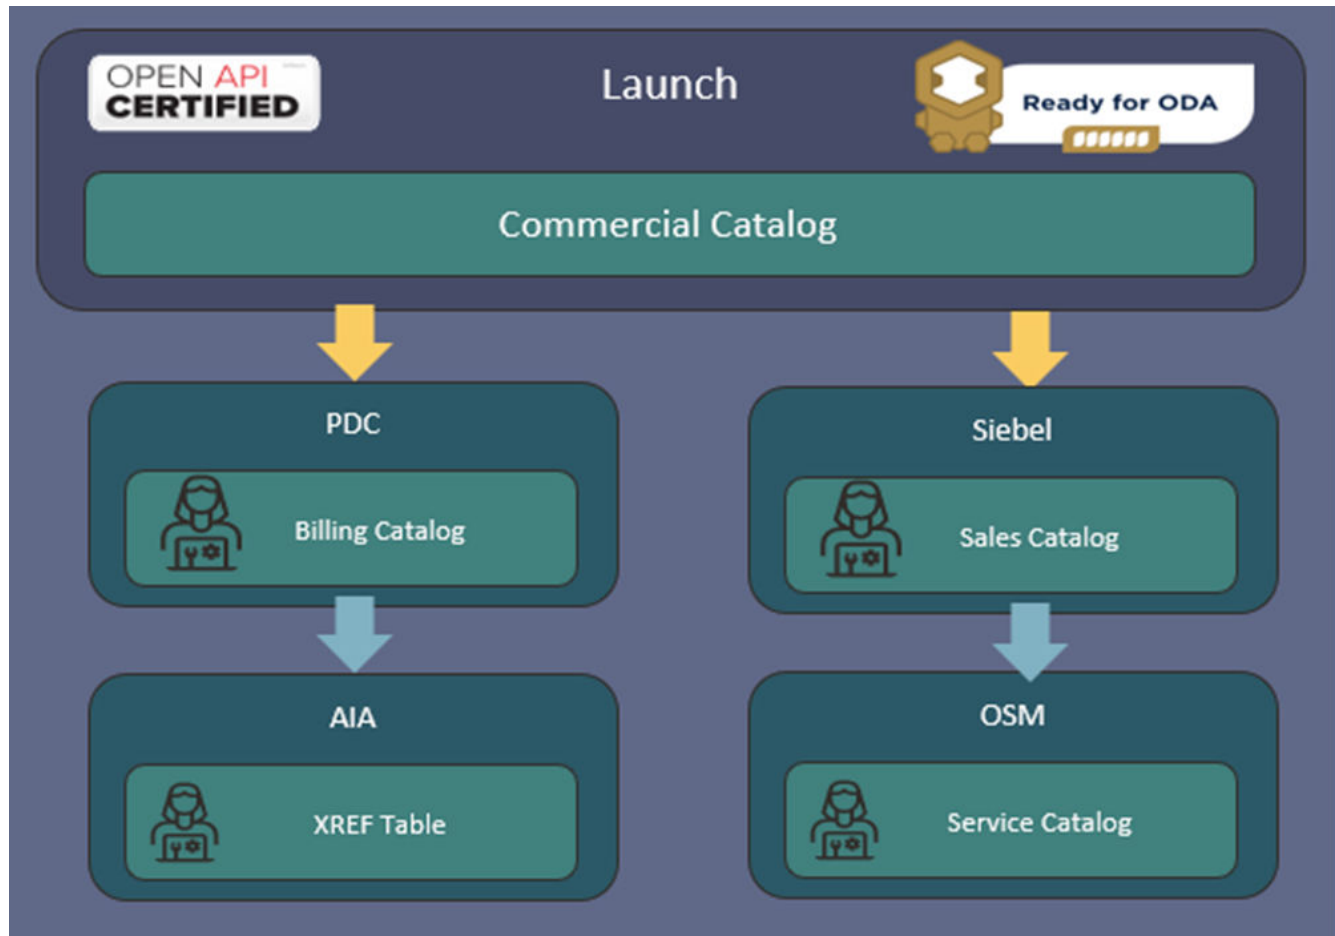 OPEN API
CERTIFIED
Launch
Ready for ODA
Commercial Catalog
PDC
Siebel
Billing Catalog
Sales Catalog
AIA
OSM
XREF Table
Service Catalog